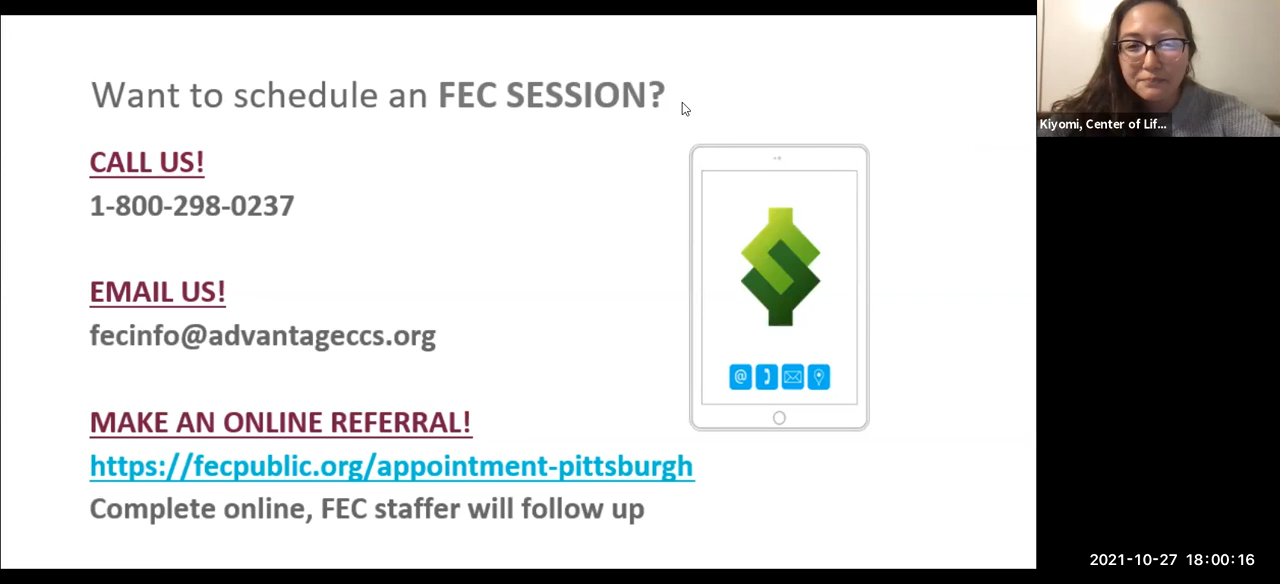 Want to schedule an FEC SESSION?
CALL US!
1-800-298-0237
EMAIL US!
fecinfo@advantageccs.org
MAKE AN ONLINE REFERRAL!
https://fecpublic.org/appointment-pittsburgh
Complete online, FEC staffer will follow up
@
Kiyomi, Center of Lif...
2021-10-27 18:00:16